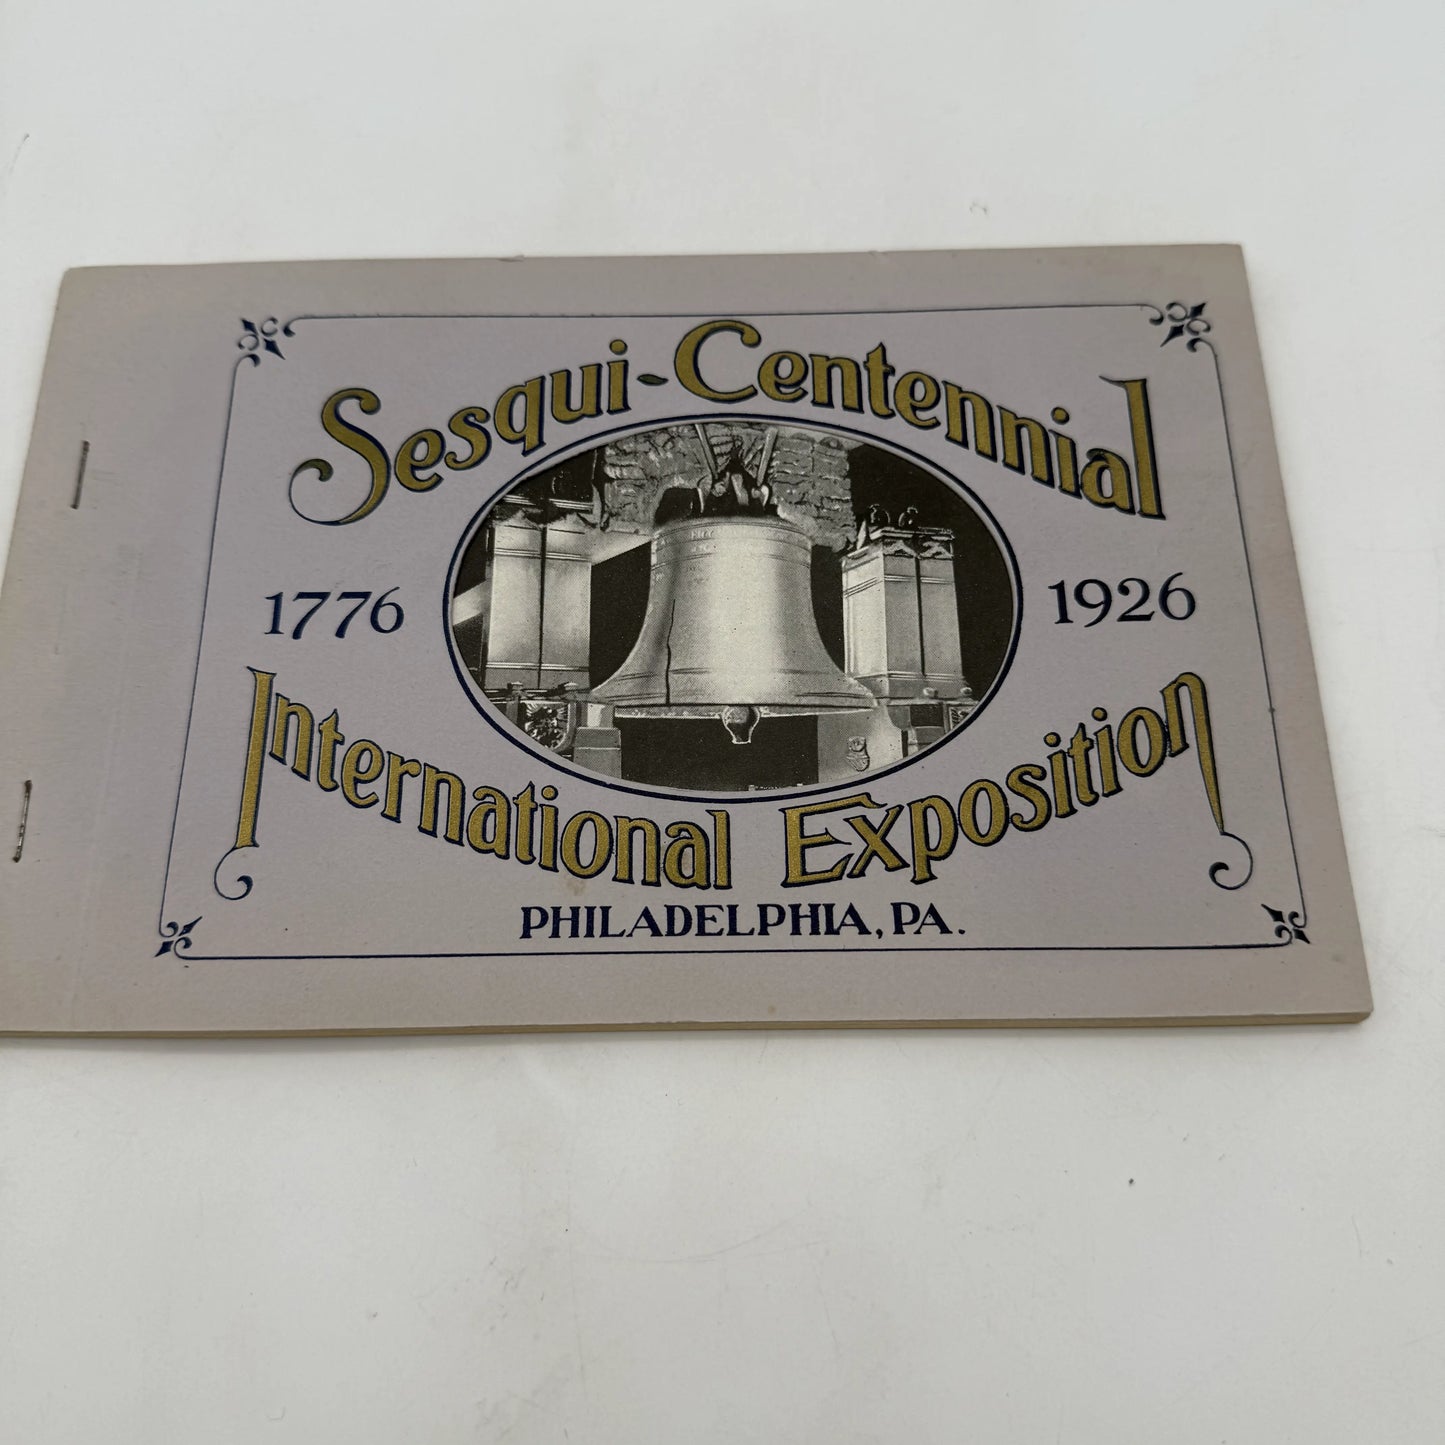 Sesqui-Centennial
1776
1926
International Exposition
PHILADELPHIA, PA.